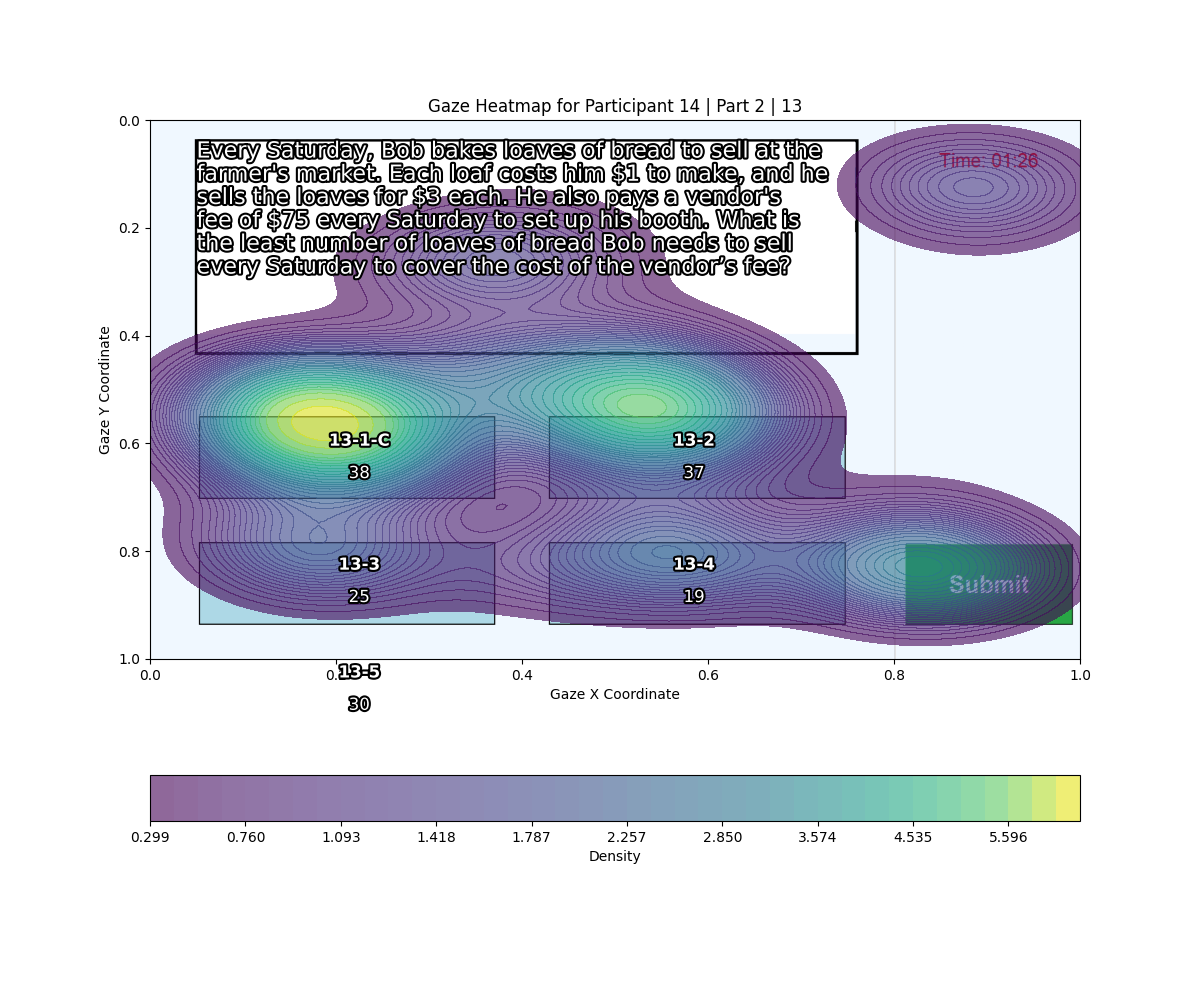 Gaze Heatmap for Participant 14 | Part 2 | 13
Every Saturday, Bob bakes loaves of bread to sell at the
farmer's market. Each loaf costs him $1 to make, and he
sells the loaves for $3 each. He also pays a vendor's
fee of $75 every Saturday to set up his booth. What is
the least number of loaves of bread Bob needs to sell
every Saturday to cover the cost of the vendor’s fee?
Time: 01:26
13-1-C
38
13-2
37
13-3
25
13-4
19
Submit
13-5
30
0.0
0.2
0.4
0.6
0.8
1.0
Gaze Y Coordinate
0.0 0.4 0.6 0.8 1.0
Gaze X Coordinate
0.299 0.760 1.093 1.418 1.787 2.257 2.850 3.574 4.535 5.596
Density